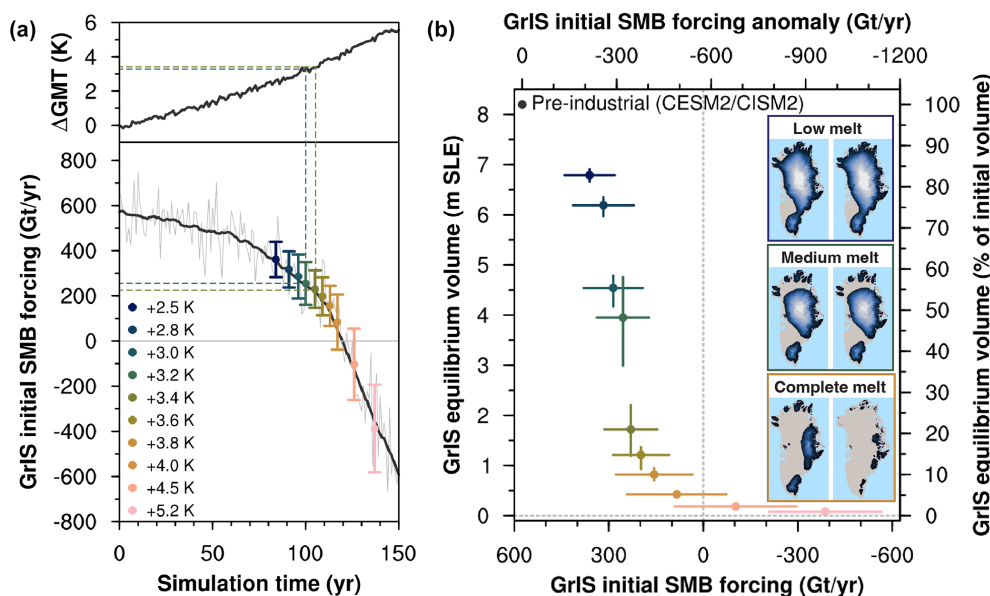 (a)
ΔGMT (K)
6
4
2
0
GrIS initial SMB forcing (Gt/yr)
800
600
400
200
0
-200
-400
-600
-800
+2.5 K
+2.8 K
+3.0 K
+3.2 K
+3.4 K
+3.6 K
+3.8 K
+4.0 K
+4.5 K
+5.2 K
0 50 100 150
Simulation time (yr)
(b)
GrIS initial SMB forcing anomaly (Gt/yr)
0 -300 -600 -900 -1200
Pre-industrial (CESM2/CISM2)
GrIS equilibrium volume (m SLE)
8
7
6
5
4
3
2
1
0
Low melt
Medium melt
Complete melt
100
90
80
70
60
50
40
30
20
10
0
GrIS equilibrium volume (% of initial volume)
600 300 0 -300 -600
GrIS initial SMB forcing (Gt/yr)